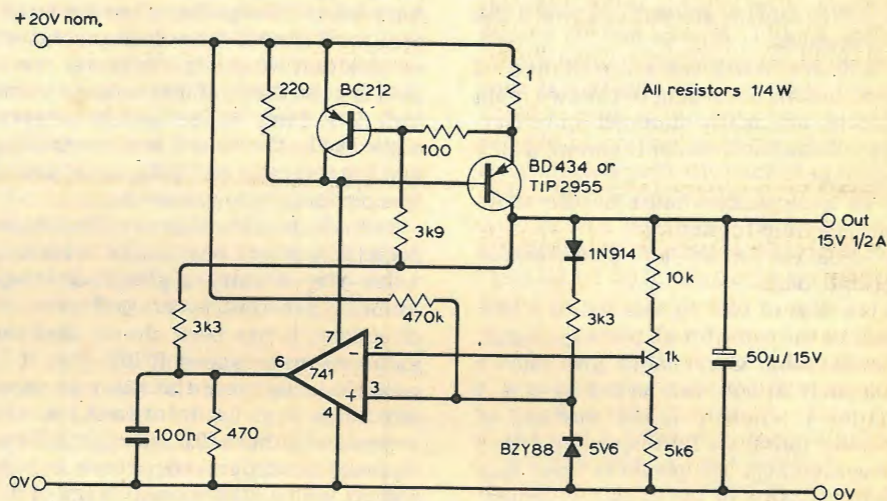 + 20V nom,
220
BC212
1
All resistors 1/4 W
100
BD434 or
TIP 2955
3k9
Out
15V 1/2A
1N914
10k
3k3
470k
3k3
7
2
6
741
-
+
3
4
1k
50µ/ 15V
100n
470
BZY88
5V6
5k6
0V
0V